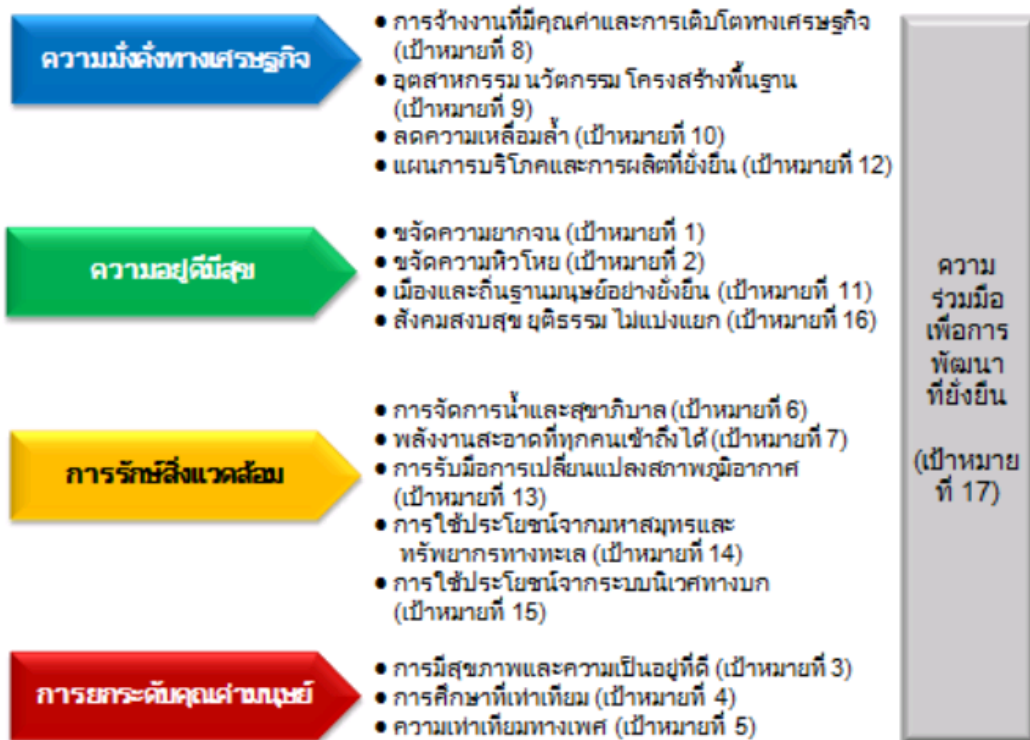 ความมั่งคั่งทางเศรษฐกิจ
● การจ้างงานที่มีคุณค่าและการเติบโตทางเศรษฐกิจ
(เป้าหมายที่ 8)
● อุตสาหกรรม นวัตกรรม โครงสร้างพื้นฐาน
(เป้าหมายที่ 9)
● ลดความเหลื่อมล้ำ (เป้าหมายที่ 10)
● แผนการบริโภคและการผลิตที่ยั่งยืน (เป้าหมายที่ 12)
ความอยู่ดีมีสุข
● ขจัดความยากจน (เป้าหมายที่ 1)
● ขจัดความหิวโหย (เป้าหมายที่ 2)
● เมืองและถิ่นฐานมนุษย์อย่างยั่งยืน (เป้าหมายที่ 11)
● สังคมสงบสุข ยุติธรรม ไม่แบ่งแยก (เป้าหมายที่ 16)
การรักษ์สิ่งแวดล้อม
● การจัดการน้ำและสุขาภิบาล (เป้าหมายที่ 6)
● พลังงานสะอาดที่ทุกคนเข้าถึงได้ (เป้าหมายที่ 7)
● การรับมือการเปลี่ยนแปลงสภาพภูมิอากาศ
(เป้าหมายที่ 13)
● การใช้ประโยชน์จากมหาสมุทรและ
ทรัพยากรทางทะเล (เป้าหมายที่ 14)
● การใช้ประโยชน์จากระบบนิเวศทางบก
(เป้าหมายที่ 15)
การยกระดับคุณค่ามนุษย์
● การมีสุขภาพและความเป็นอยู่ที่ดี (เป้าหมายที่ 3)
● การศึกษาที่เท่าเทียม (เป้าหมายที่ 4)
● ความเท่าเทียมทางเพศ (เป้าหมายที่ 5)
ความ
ร่วมมือ
เพื่อการ
พัฒนา
ที่ยั่งยืน
(เป้าหมาย
ที่ 17)